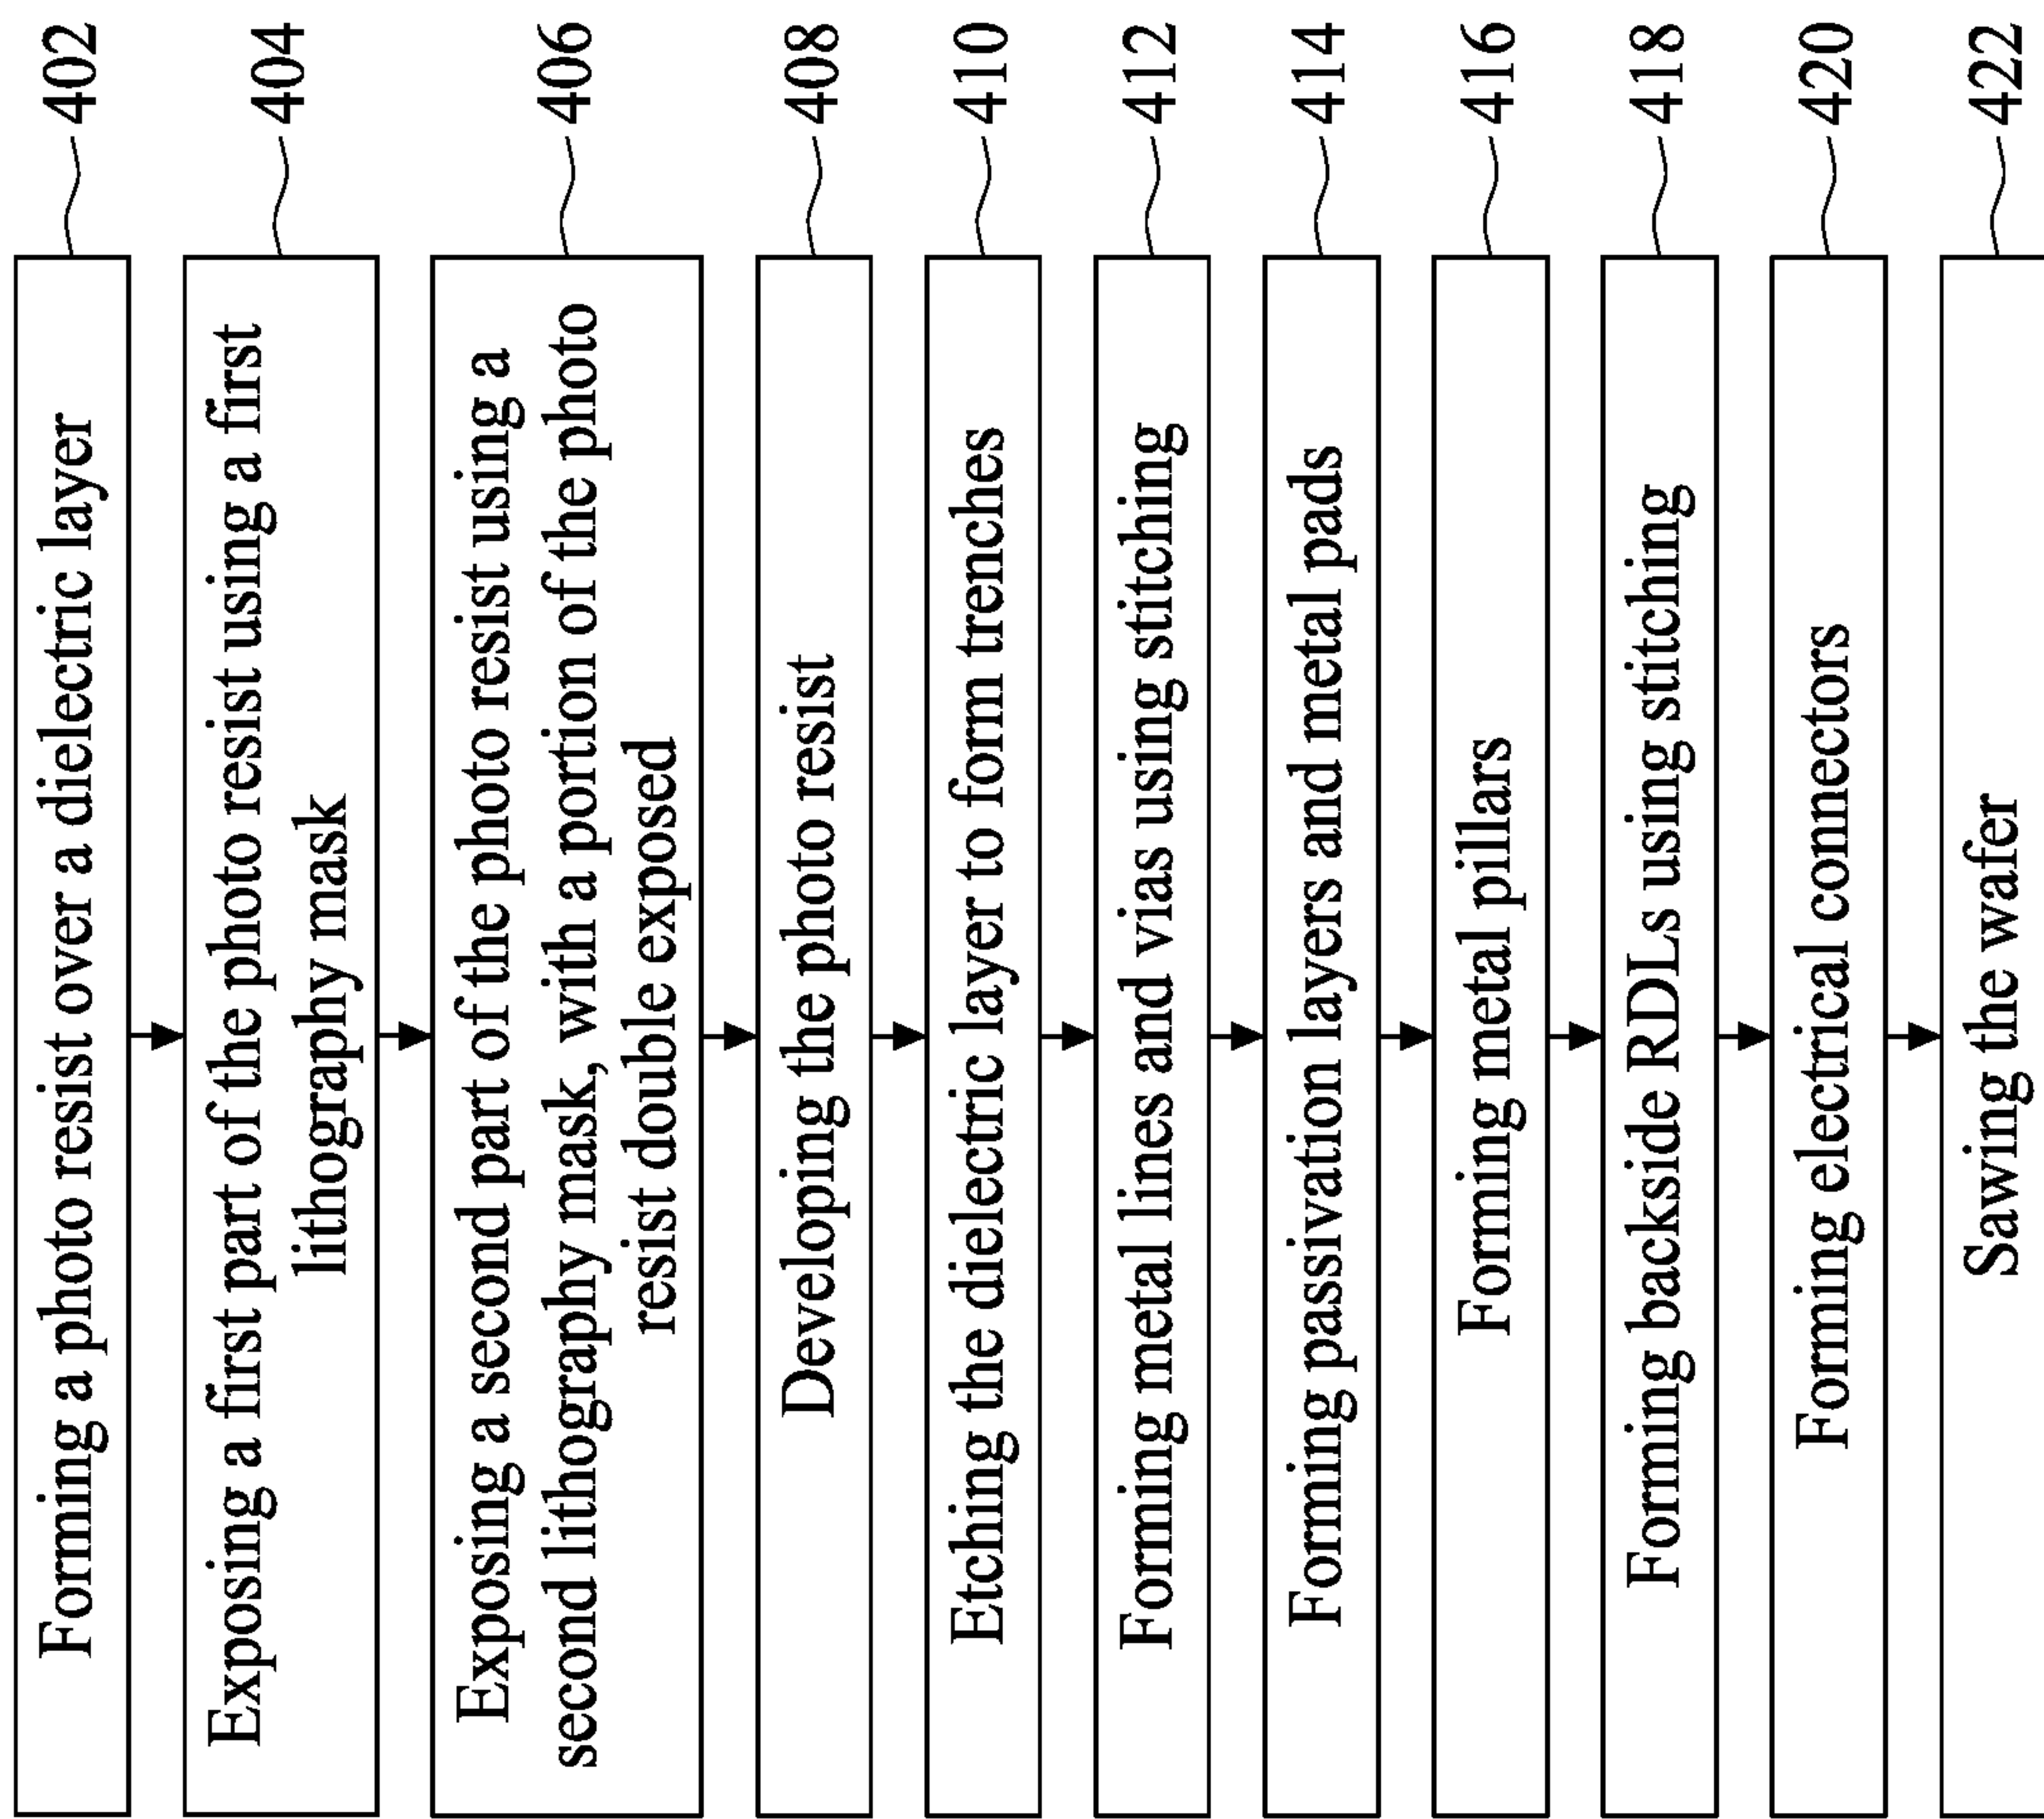 Forming a photo resist over a dielectric layer 402
Exposing a first part of the photo resist using a first
lithography mask
404
Exposing a second part of the photo resist using a
second lithography mask, with a portion of the photo
resist double exposed
406
Developing the photo resist 408
Etching the dielectric layer to form trenches 410
Forming metal lines and vias using stitching 412
Forming passivation layers and metal pads 414
Forming metal pillars 416
Forming backside RDLs using stitching 418
Forming electrical connectors 420
Sawing the wafer 422